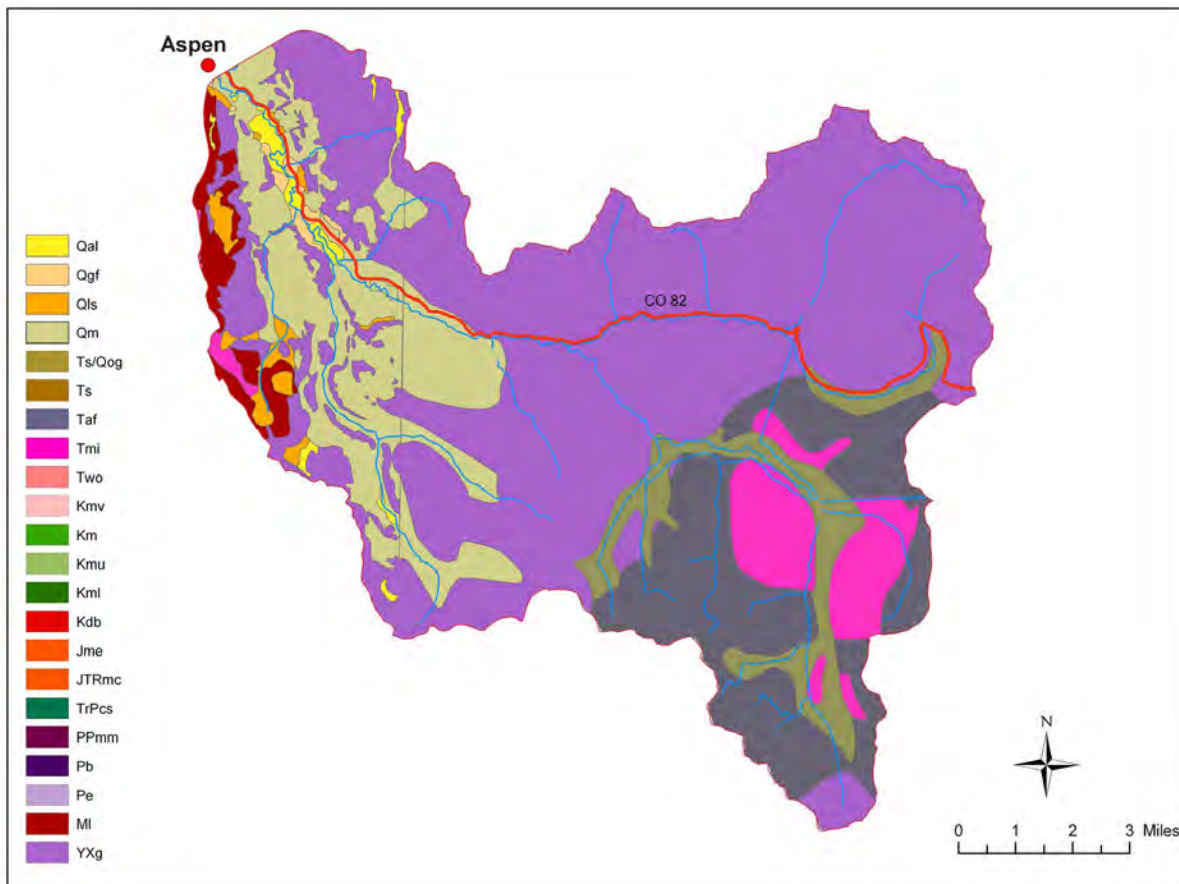 Aspen
CO 82
Qal
Qgf
Qls
Qm
Ts/Qog
Ts
Taf
Tmi
Two
Kmv
Km
Kmu
Kml
Kdb
Jme
JTRmc
TrPcs
PPmm
Pb
Pe
Ml
YXg
N
0 1 2 3 Miles